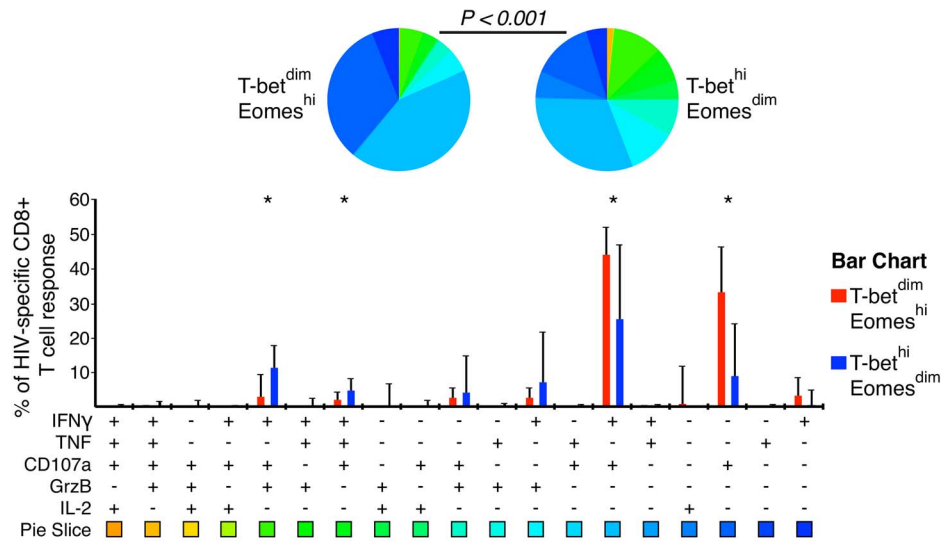 P < 0.001
T-bet^dim
Eomes^hi
T-bet^hi
Eomes^dim
% of HIV-specific CD8+
T cell response
60
50
40
30
20
10
* * * *
Bar Chart
T-bet^dim
Eomes^hi
T-bet^hi
Eomes^dim
IFNγ + + - + + + + - - - - + - + + - - - +
TNF + + - - - + + - - - + - + - + - - + -
CD107a + + + + + - + - + + - - + + - - + - -
GrzB - + + - + + - + - + + + - - - - - - -
IL-2 + - + + - - - + + - - - - - - + - - -
Pie Slice